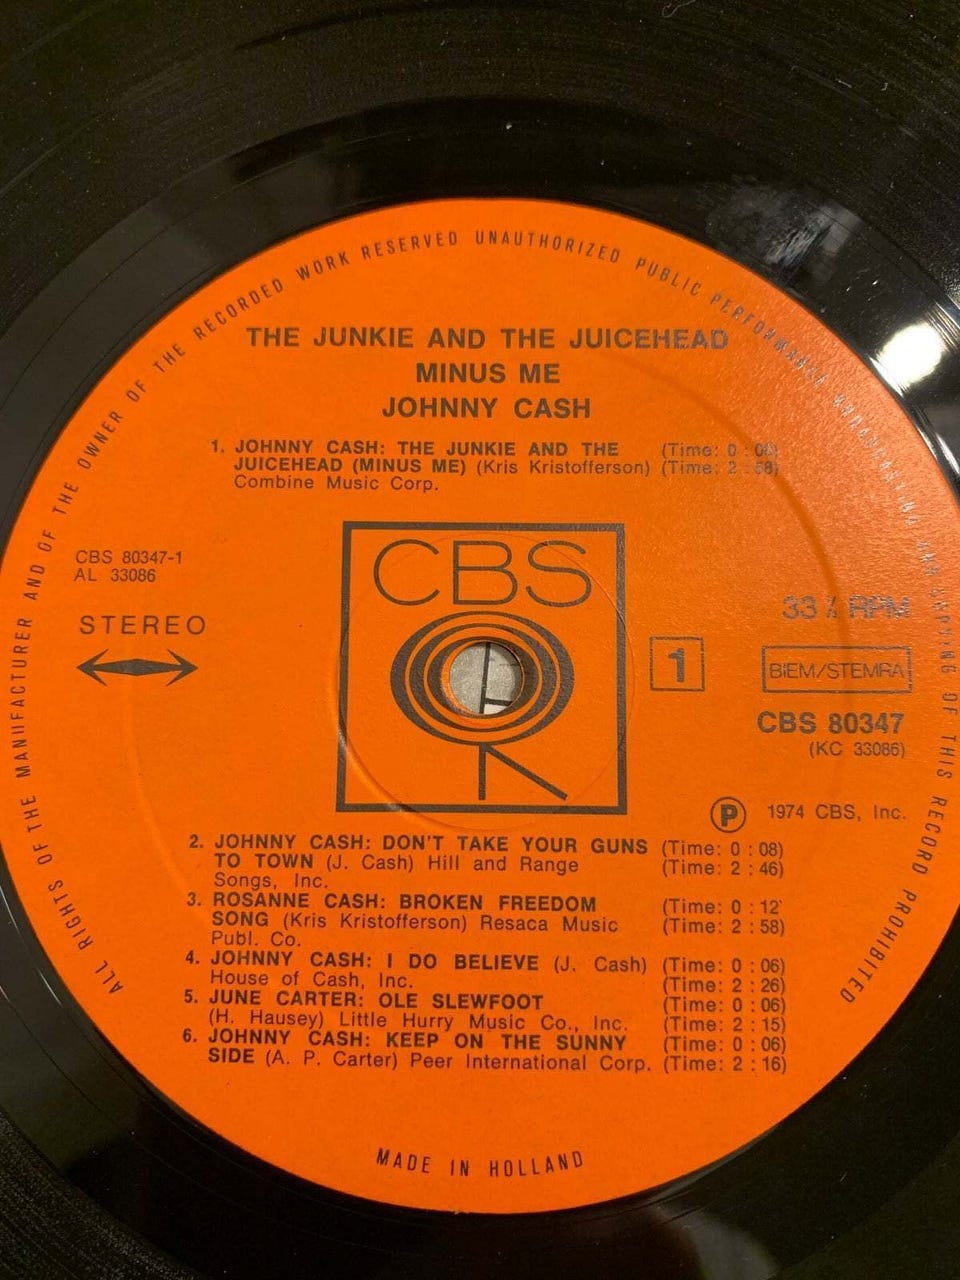 ALL RIGHTS OF THE MANUFACTURER AND OF THE OWNER OF THE RECORDED WORK RESERVED UNAUTHORIZED PUBLIC PERFORMANCE BROADCASTING AND COPYING OF THIS RECORD PROHIBITED
THE JUNKIE AND THE JUICEHEAD
MINUS ME
JOHNNY CASH
1. JOHNNY CASH: THE JUNKIE AND THE (Time: 0 : 00)
JUICEHEAD (MINUS ME) (Kris Kristofferson) (Time: 2 : 58)
Combine Music Corp.
CBS
CBS 80347-1
AL 33086
STEREO
33 RPM
1
BIEM/STEMRA
CBS 80347
(KC 33086)
P 1974 CBS, Inc.
2. JOHNNY CASH: DON'T TAKE YOUR GUNS (Time: 0 : 08)
TO TOWN (J. Cash) Hill and Range (Time: 2 : 46)
Songs, Inc.
3. ROSANNE CASH: BROKEN FREEDOM (Time: 0 : 12)
SONG (Kris Kristofferson) Resaca Music (Time: 2 : 58)
Publ. Co.
4. JOHNNY CASH: I DO BELIEVE (J. Cash) (Time: 0 : 06)
House of Cash, Inc. (Time: 2 : 26)
5. JUNE CARTER: OLE SLEWFOOT (Time: 0 : 06)
(H. Hausey) Little Hurry Music Co., Inc. (Time: 2 : 15)
6. JOHNNY CASH: KEEP ON THE SUNNY (Time: 0 : 06)
SIDE (A. P. Carter) Peer International Corp. (Time: 2 : 16)
MADE IN HOLLAND